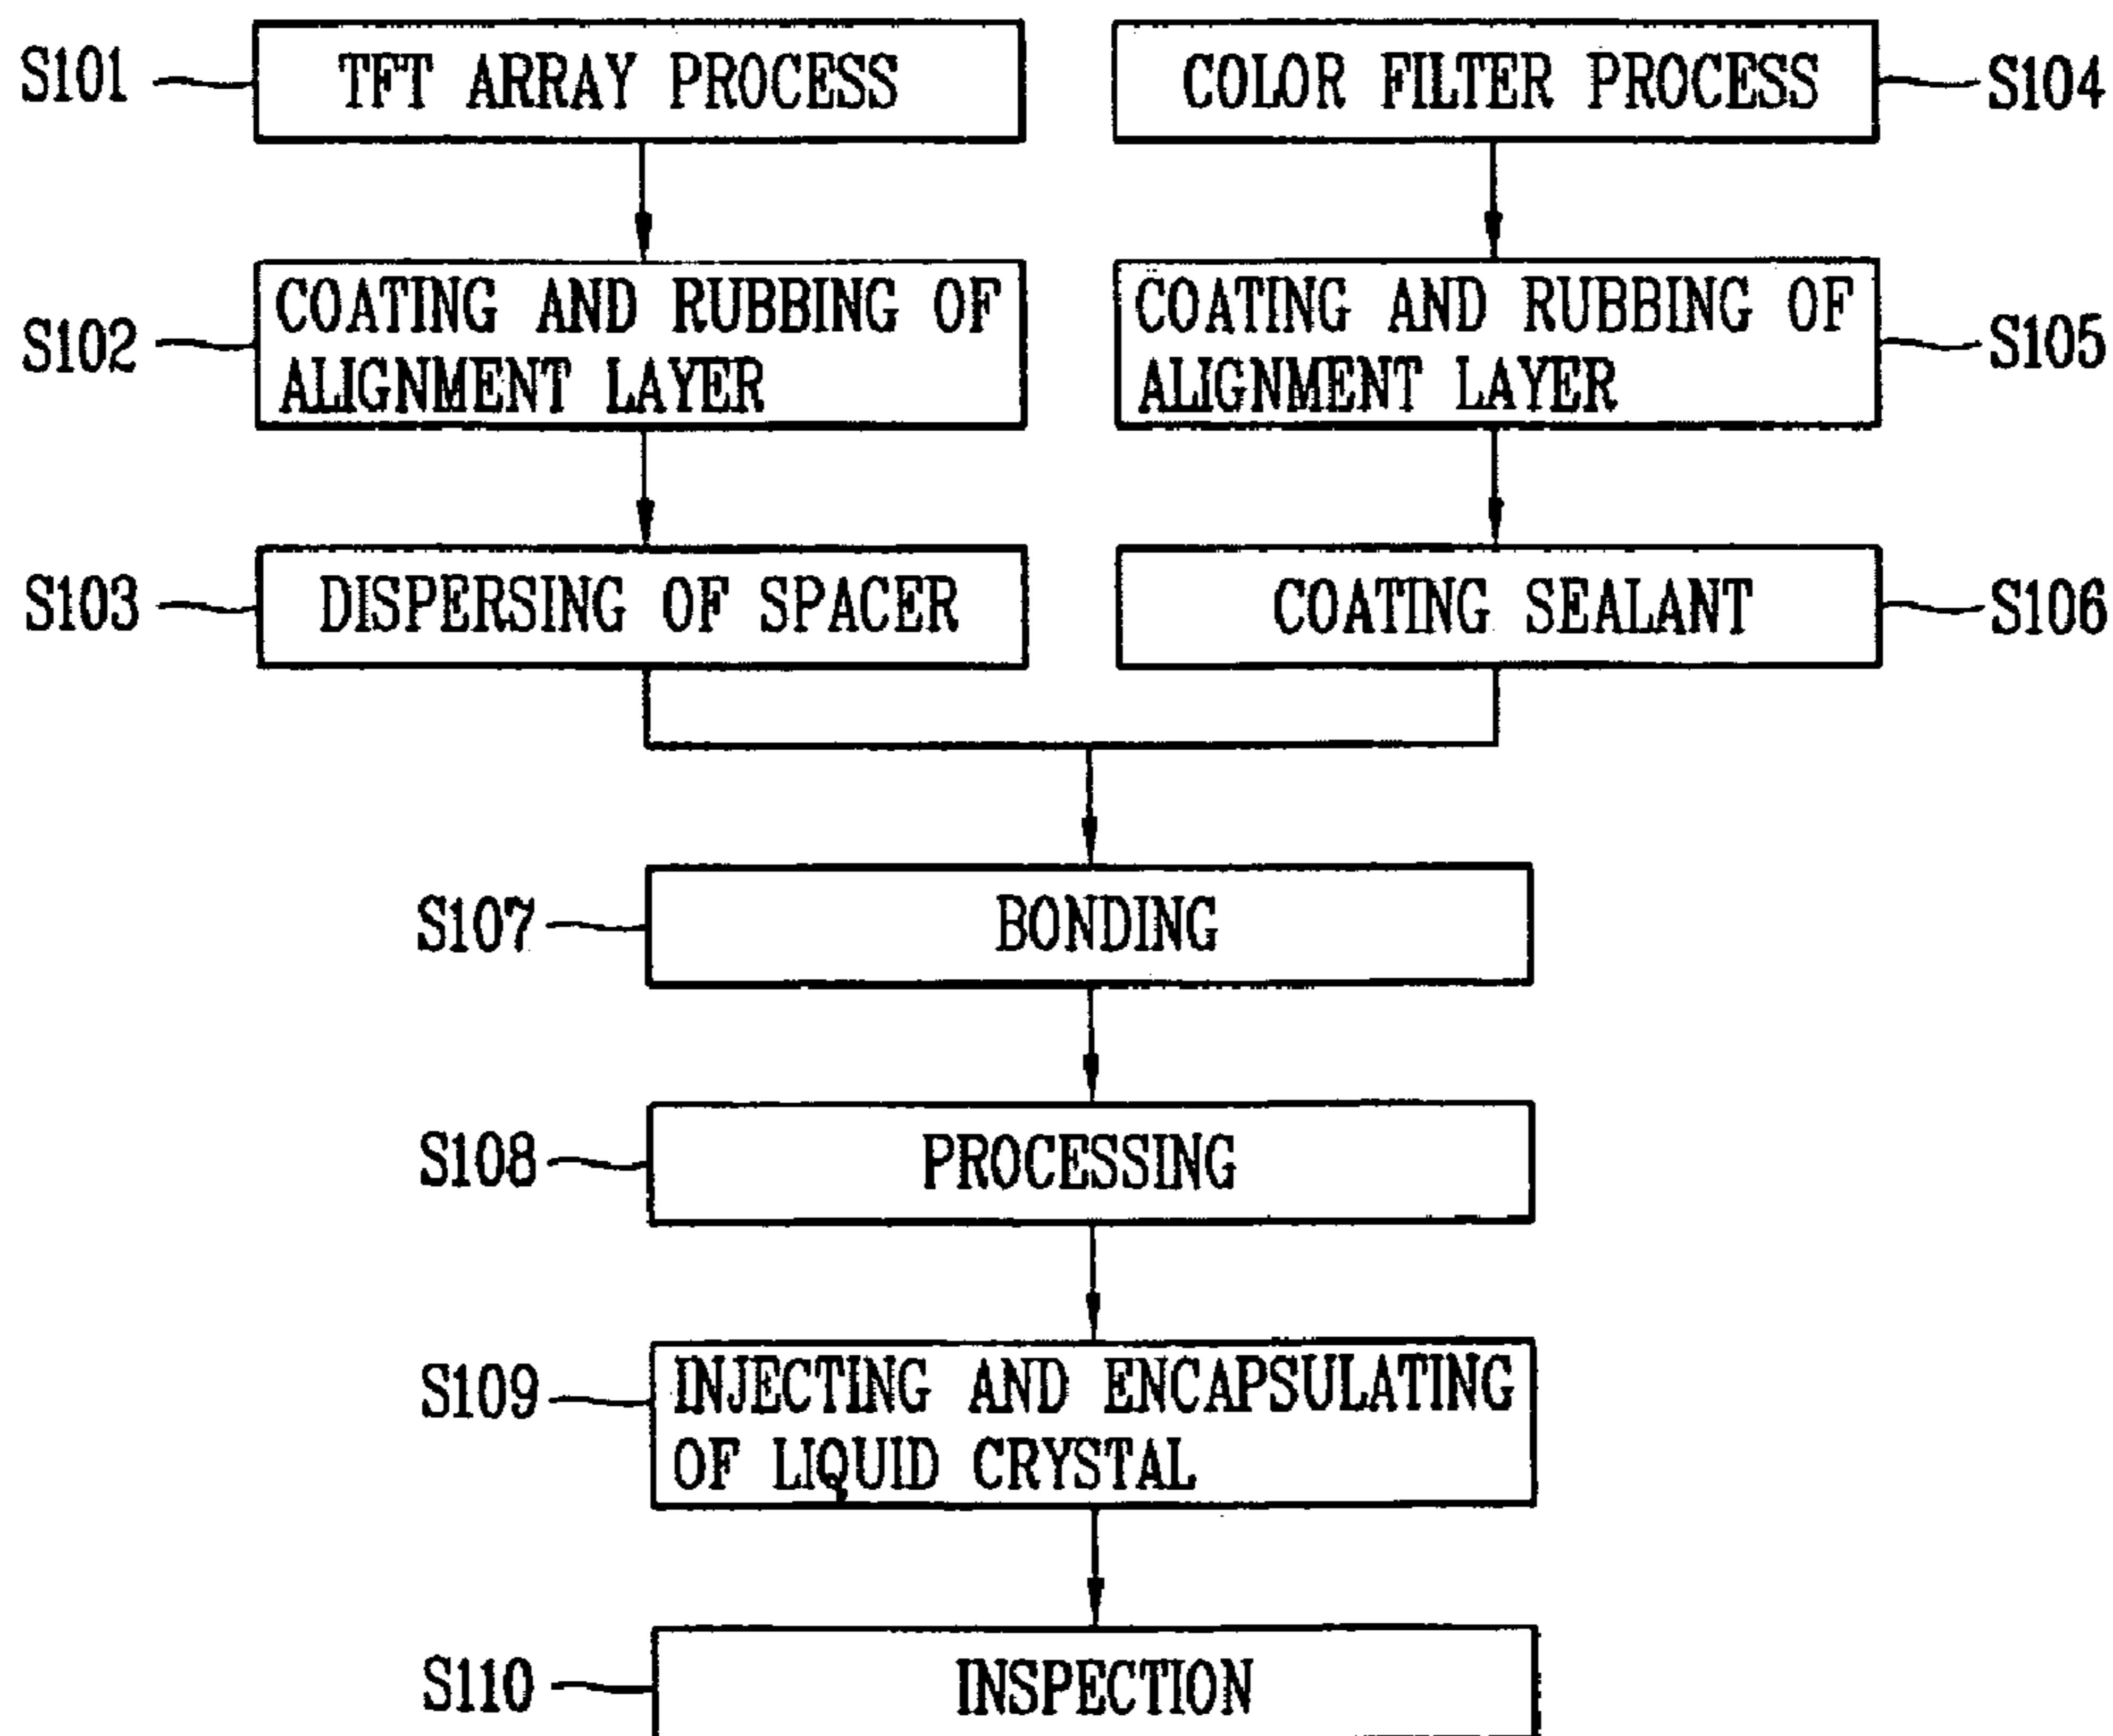 S101
TFT ARRAY PROCESS
COLOR FILTER PROCESS
S104
S102
COATING AND RUBBING OF
ALIGNMENT LAYER
COATING AND RUBBING OF
ALIGNMENT LAYER
S105
S103
DISPERSING OF SPACER
COATING SEALANT
S106
S107
BONDING
S108
PROCESSING
S109
INJECTING AND ENCAPSULATING
OF LIQUID CRYSTAL
S110
INSPECTION